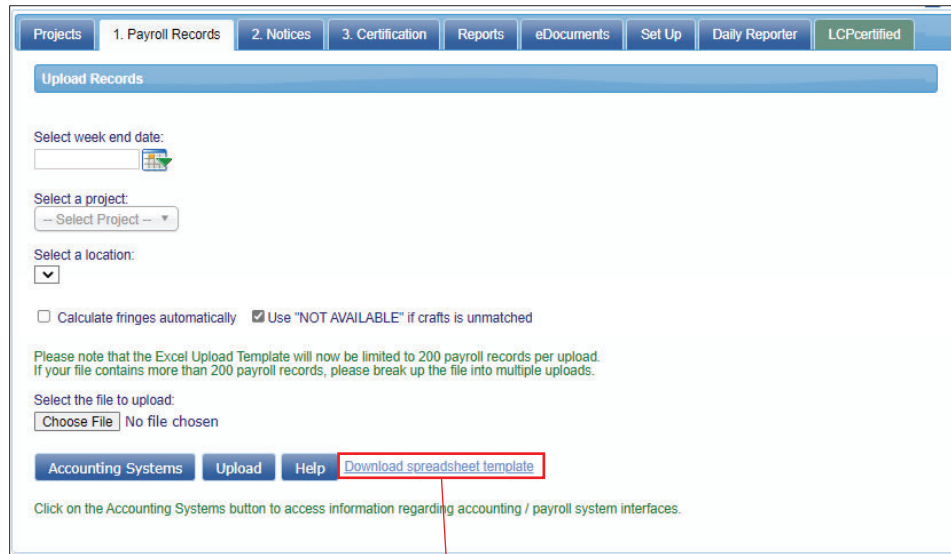 Projects 1. Payroll Records 2. Notices 3. Certification Reports eDocuments Set Up Daily Reporter LCPcertified
Upload Records
Select week end date:
Select a project:
-- Select Project --
Select a location:
Calculate fringes automatically Use "NOT AVAILABLE" if crafts is unmatched
Please note that the Excel Upload Template will now be limited to 200 payroll records per upload.
If your file contains more than 200 payroll records, please break up the file into multiple uploads.
Select the file to upload:
Choose File No file chosen
Accounting Systems Upload Help Download spreadsheet template
Click on the Accounting Systems button to access information regarding accounting / payroll system interfaces.